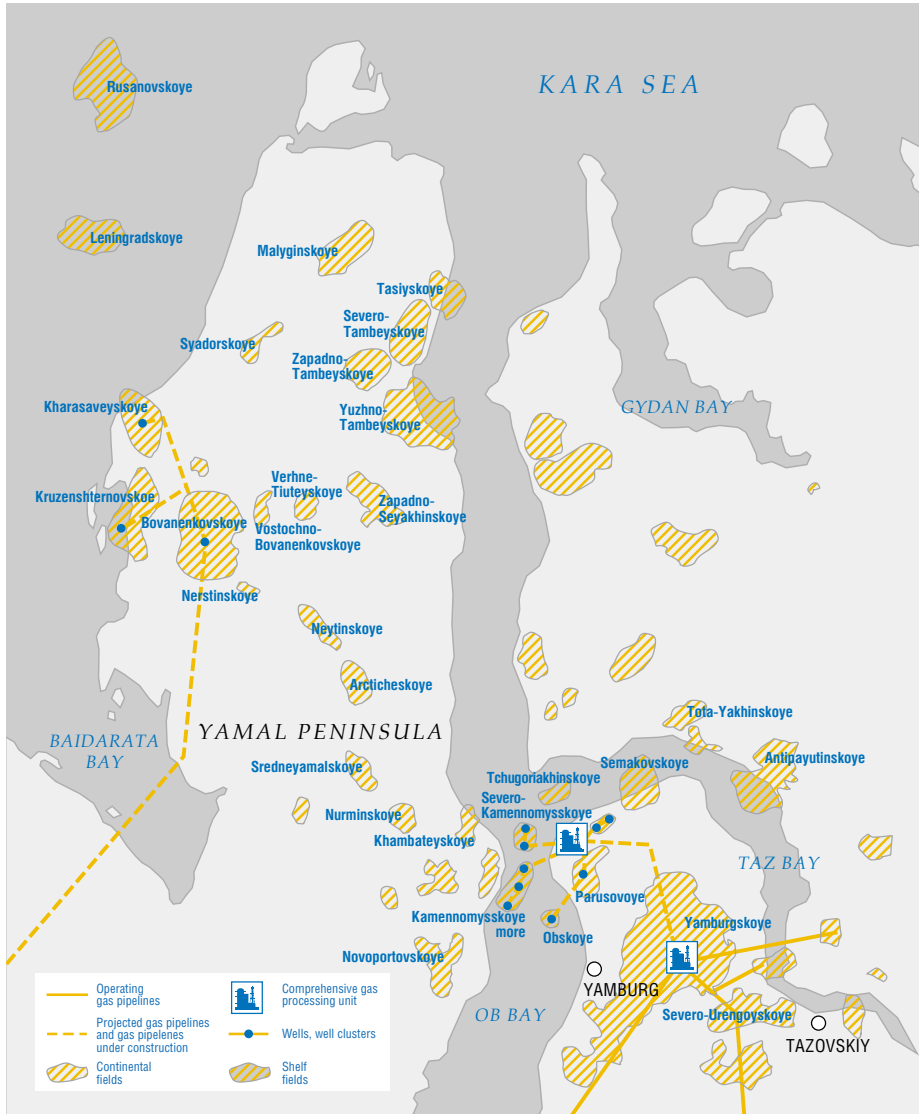 KARA SEA
Rusanovskoye
Leningradskoye
Malyginskoye
Tasiyskoye
Severo-
Tambeyskoye
Syadorskoye
Zapadno-
Tambeyskoye
Kharasaveyskoye
Yuzhno-
Tambeyskoye
GYDAN BAY
Kruzenshternovskoe
Verhne-
Tiuteyskoye
Zapadno-
Seyakhinskoye
Bovanenkovskoye
Vostochno-
Bovanenkovskoye
Nerstinskoye
Neytinskoye
Arcticheskoye
Tota-Yakhinskoye
YAMAL PENINSULA
BAIDARATA
BAY
Sredneyamalskoye
Tchugoriakhinskoye
Semakovskoye
Antipayutinskoye
Severo-
Kamennomysskoye
Nurminskoye
Khambateyskoye
TAZ BAY
Parusovoye
Kamennomysskoye
more
Obskoye
Yamburgskoye
Novoportovskoye
YAMBURG
OB BAY
Severo-Urengoyskoye
TAZOVSKIY
Operating
gas pipelines
Comprehensive gas
processing unit
Projected gas pipelines
and gas pipelenes
under construction
Wells, well clusters
Continental
fields
Shelf
fields